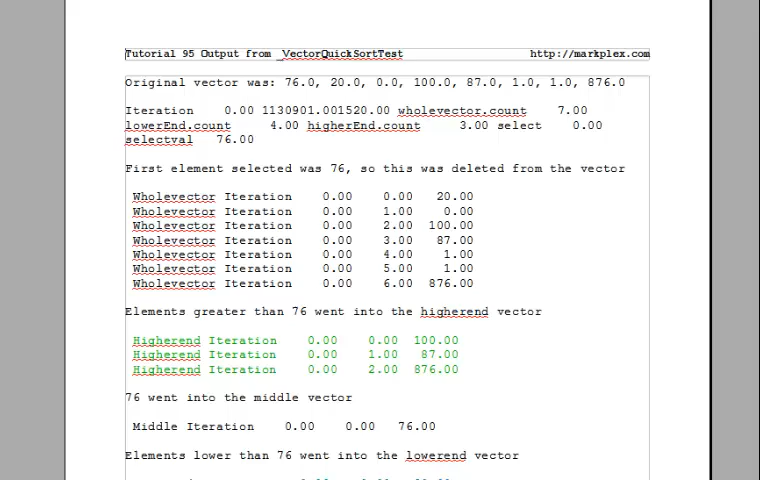 Tutorial 95 Output from _VectorQuickSortTest http://markplex.com
Original vector was: 76.0, 20.0, 0.0, 100.0, 87.0, 1.0, 1.0, 876.0
Iteration 0.00 1130901.001520.00 wholevector.count 7.00
lowerEnd.count 4.00 higherEnd.count 3.00 select 0.00
selectval 76.00
First element selected was 76, so this was deleted from the vector
Wholevector Iteration 0.00 0.00 20.00
Wholevector Iteration 0.00 1.00 0.00
Wholevector Iteration 0.00 2.00 100.00
Wholevector Iteration 0.00 3.00 87.00
Wholevector Iteration 0.00 4.00 1.00
Wholevector Iteration 0.00 5.00 1.00
Wholevector Iteration 0.00 6.00 876.00
Elements greater than 76 went into the higherend vector
Higherend Iteration 0.00 0.00 100.00
Higherend Iteration 0.00 1.00 87.00
Higherend Iteration 0.00 2.00 876.00
76 went into the middle vector
Middle Iteration 0.00 0.00 76.00
Elements lower than 76 went into the lowerend vector